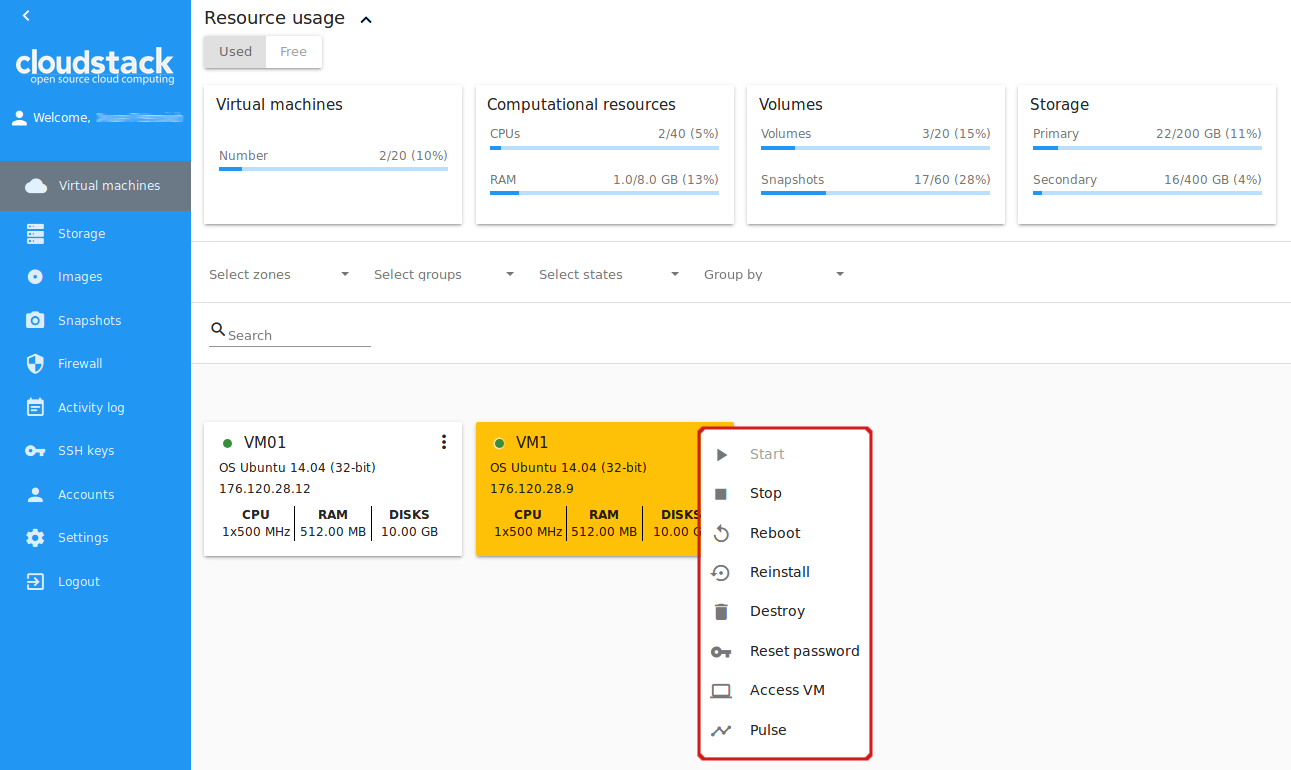 Resource usage
Used Free
cloudstack
open source cloud computing
Welcome,
Virtual machines
Storage
Images
Snapshots
Firewall
Activity log
SSH keys
Accounts
Settings
Logout
Virtual machines
Number 2/20 (10%)
Computational resources
CPUs 2/40 (5%)
RAM 1.0/8.0 GB (13%)
Volumes
Volumes 3/20 (15%)
Snapshots 17/60 (28%)
Storage
Primary 22/200 GB (11%)
Secondary 16/400 GB (4%)
Select zones Select groups Select states Group by
Search
VM01
OS Ubuntu 14.04 (32-bit)
176.120.28.12
CPU RAM DISKS
1x500 MHz 512.00 MB 10.00 GB
VM1
OS Ubuntu 14.04 (32-bit)
176.120.28.9
CPU RAM DISKS
1x500 MHz 512.00 MB 10.00
Start
Stop
Reboot
Reinstall
Destroy
Reset password
Access VM
Pulse